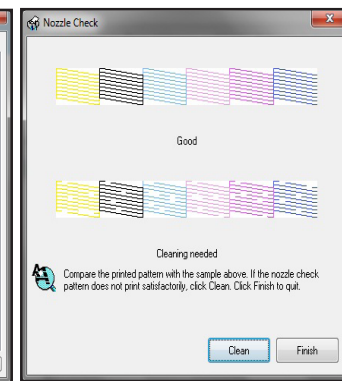 Nozzle Check
Good
Cleaning needed
Compare the printed pattern with the sample above. If the nozzle check
pattern does not print satisfactorily, click Clean. Click Finish to quit.
Clean
Finish